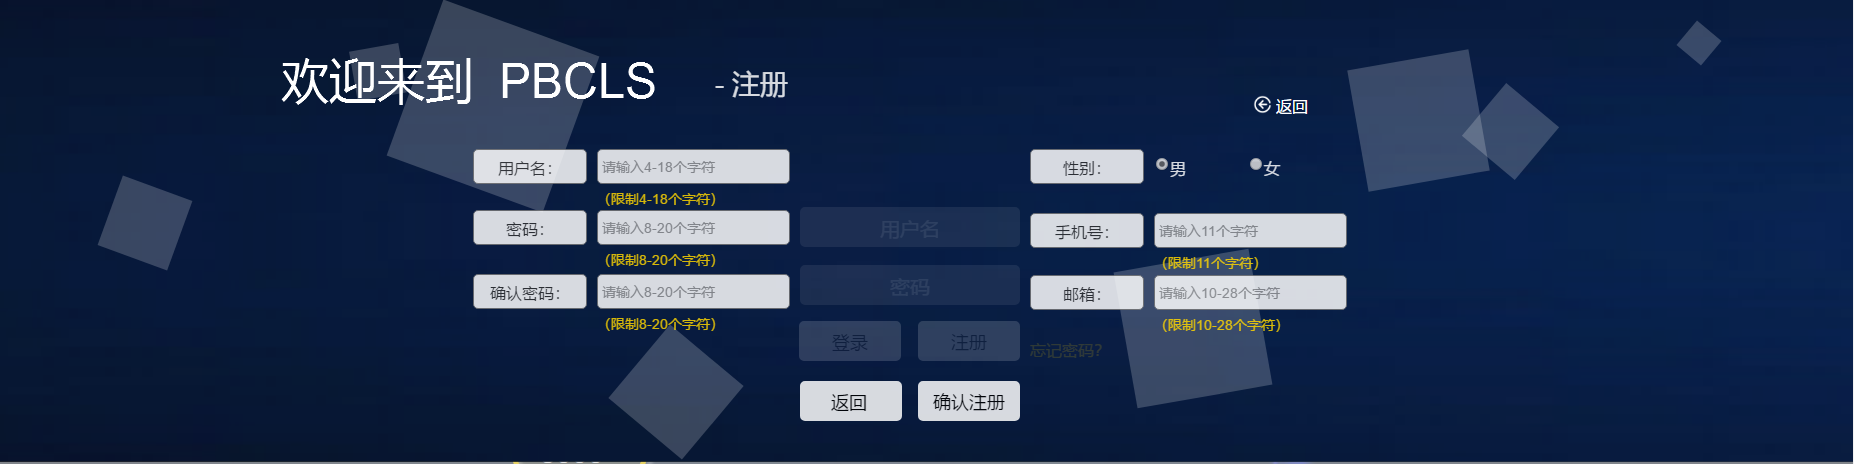 欢迎来到 PBCLS - 注册
返回
用户名： 请输入4-18个字符
(限制4-18个字符)
密码： 请输入8-20个字符
(限制8-20个字符)
确认密码： 请输入8-20个字符
(限制8-20个字符)
用户名
密码
登录 注册
忘记密码?
返回 确认注册
性别： 男 女
手机号： 请输入11个字符
(限制11个字符)
邮箱： 请输入10-28个字符
(限制10-28个字符)